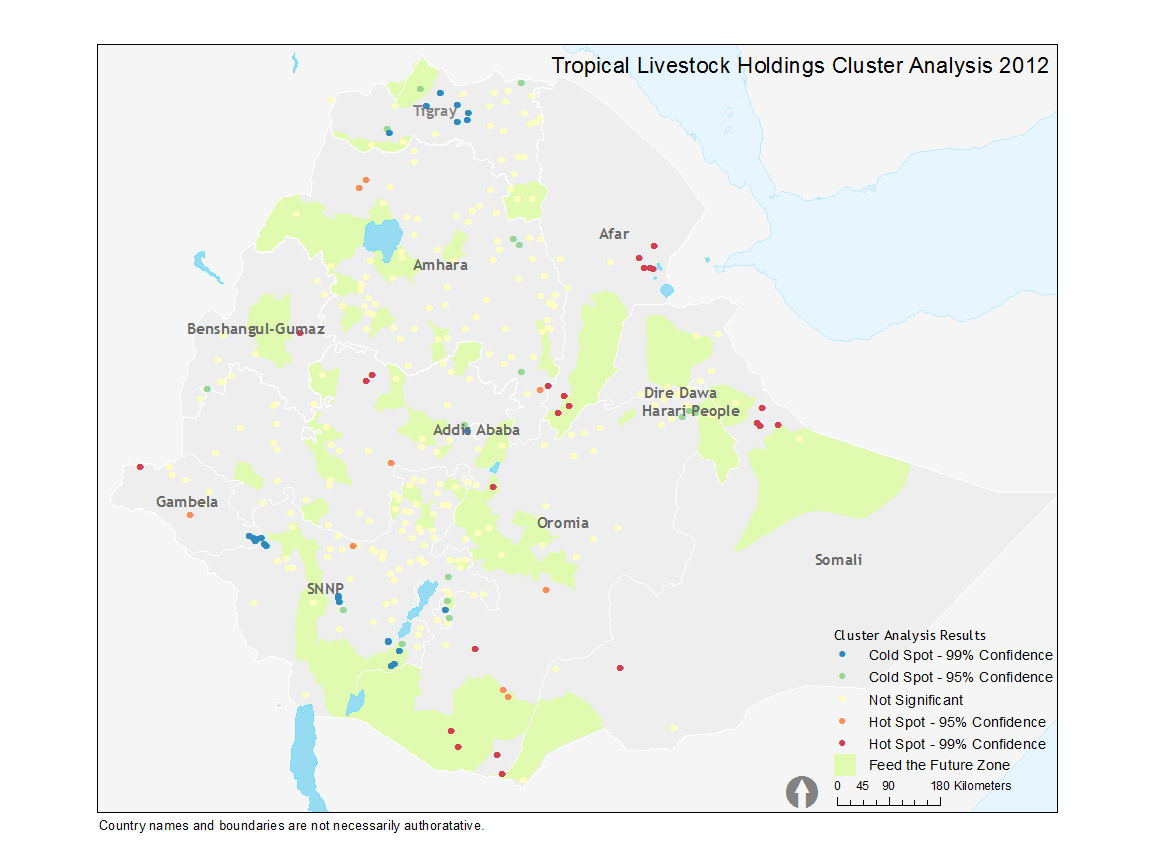 Tropical Livestock Holdings Cluster Analysis 2012
Tigray
Afar
Amhara
Benshangul-Gumaz
Dire Dawa
Harari People
Addis Ababa
Gambela
Oromia
Somali
SNNP
Cluster Analysis Results
Cold Spot - 99% Confidence
Cold Spot - 95% Confidence
Not Significant
Hot Spot - 95% Confidence
Hot Spot - 99% Confidence
Feed the Future Zone
0 45 90 180 Kilometers
Country names and boundaries are not necessarily authoratative.